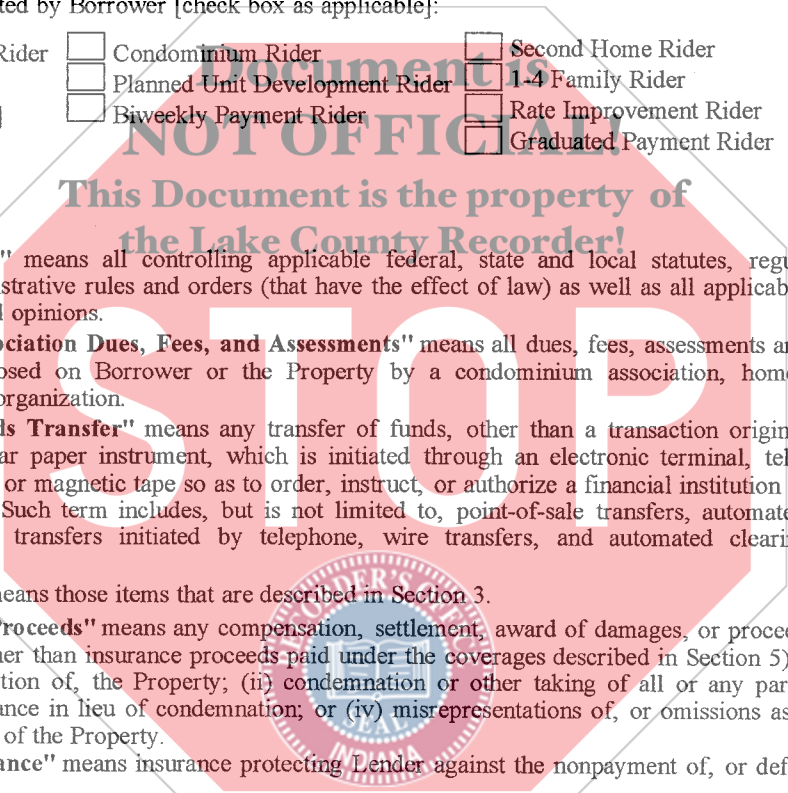 ted by Borrower [check box as applicable]:
Rider Condominium Rider Second Home Rider
Planned Unit Development Rider 1-4 Family Rider
Biweekly Payment Rider Rate Improvement Rider
Graduated Payment Rider
Document is
NOT OFFICIAL!
This Document is the property of
the Lake County Recorder!
" means all controlling applicable federal, state and local statutes, regu
strative rules and orders (that have the effect of law) as well as all applicab
l opinions.
ociation Dues, Fees, and Assessments" means all dues, fees, assessments a
osed on Borrower or the Property by a condominium association, hom
organization.
ds Transfer" means any transfer of funds, other than a transaction origin
ar paper instrument, which is initiated through an electronic terminal, tel
or magnetic tape so as to order, instruct, or authorize a financial institution
Such term includes, but is not limited to, point-of-sale transfers, automate
transfers initiated by telephone, wire transfers, and automated cleari
STOP
eans those items that are described in Section 3.
Proceeds" means any compensation, settlement, award of damages, or procee
her than insurance proceeds paid under the coverages described in Section 5)
tion of, the Property; (ii) condemnation or other taking of all or any par
ance in lieu of condemnation; or (iv) misrepresentations of, or omissions as
of the Property.
ance" means insurance protecting Lender against the nonpayment of, or def
RECORDER'S OFFICE
SEAL
INDIANA